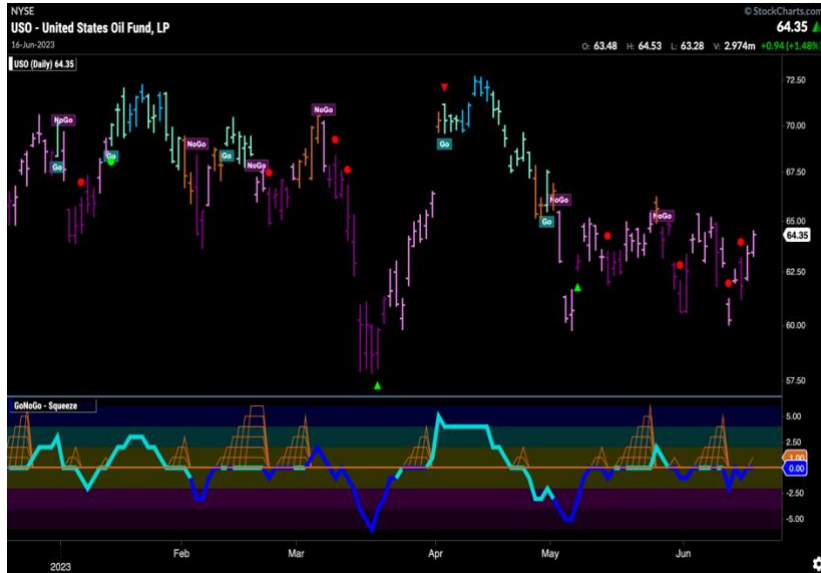 NYSE
© StockCharts.com
USO - United States Oil Fund, LP
64.35
16-Jun-2023
O: 63.48 H: 64.53 L: 63.28 V: 2.974m +0.94 (+1.48%)
USO (Daily) 64.35
72.50
NoGo
NoGo
70.00
NoGo
Go
Go
Go
NoGo
Go
67.50
NoGo
NoGo
Go
65.00
64.35
62.50
60.00
57.50
GoNoGo - Squeeze
5.00
2.50
1.00
0.00
-2.50
-5.00
Feb
Mar
Apr
May
Jun
2023